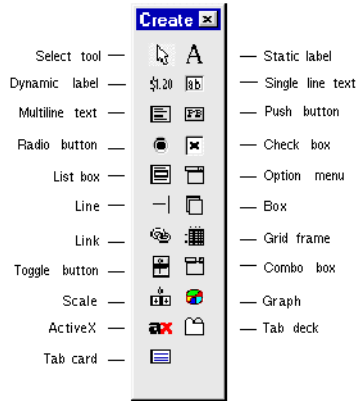 Create
Select tool A Static label
Dynamic label $1.20 ab Single line text
Multiline text PB Push button
Radio button Check box
List box Option menu
Line Box
Link Grid frame
Toggle button Combo box
Scale Graph
ActiveX ax Tab deck
Tab card